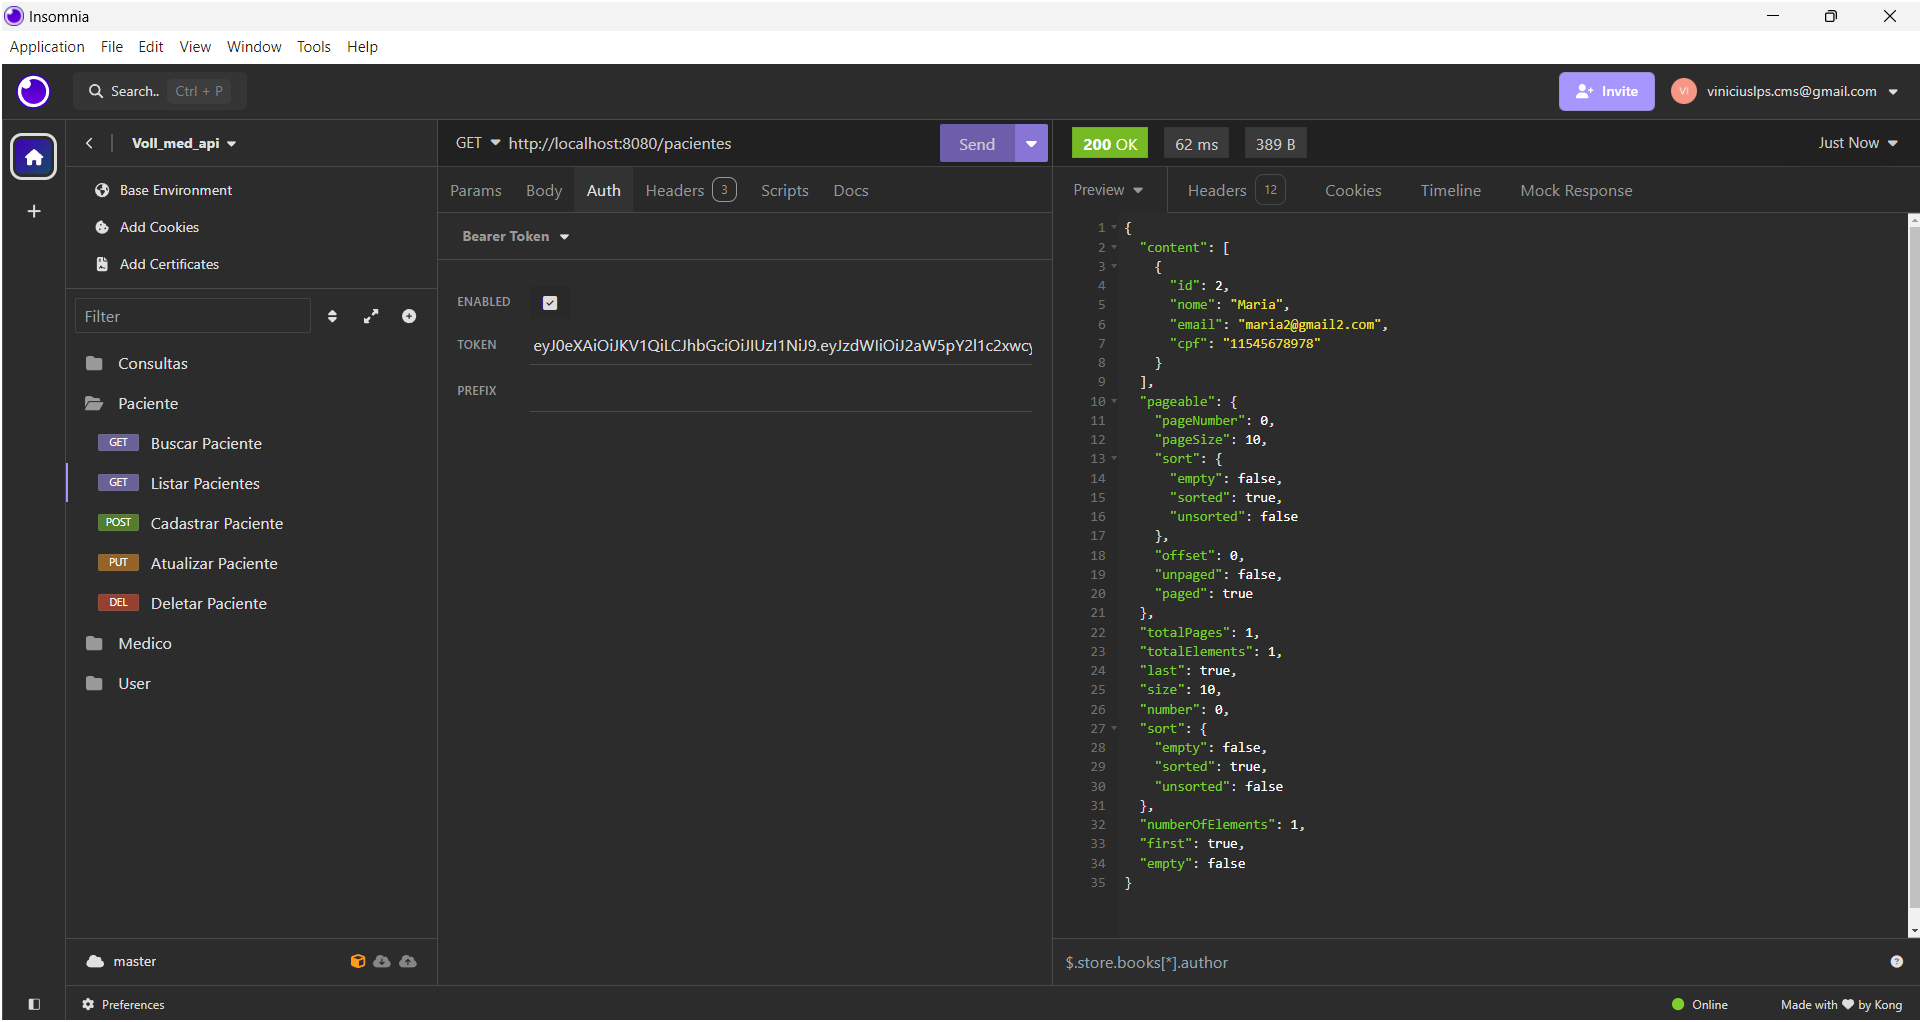 Insomnia
Application File Edit View Window Tools Help
Search.. Ctrl + P
Invite
VI viniciuslps.cms@gmail.com
Voll_med_api
Base Environment
Add Cookies
Add Certificates
Filter
Consultas
Paciente
GET Buscar Paciente
GET Listar Pacientes
POST Cadastrar Paciente
PUT Atualizar Paciente
DEL Deletar Paciente
Medico
User
master
Preferences
GET http://localhost:8080/pacientes Send
Params Body Auth Headers 3 Scripts Docs
Bearer Token
ENABLED
TOKEN eyJ0eXAiOiJKV1QiLCJhbGciOiJIUzI1NiJ9.eyJzdWIiOiJ2aW5pY2l1c2xwcy
PREFIX
200 OK 62 ms 389 B Just Now
Preview Headers 12 Cookies Timeline Mock Response
1 {
2 "content": [
3 {
4 "id": 2,
5 "nome": "Maria",
6 "email": "maria2@gmail2.com",
7 "cpf": "11545678978"
8 }
9 ],
10 "pageable": {
11 "pageNumber": 0,
12 "pageSize": 10,
13 "sort": {
14 "empty": false,
15 "sorted": true,
16 "unsorted": false
17 },
18 "offset": 0,
19 "unpaged": false,
20 "paged": true
21 },
22 "totalPages": 1,
23 "totalElements": 1,
24 "last": true,
25 "size": 10,
26 "number": 0,
27 "sort": {
28 "empty": false,
29 "sorted": true,
30 "unsorted": false
31 },
32 "numberOfElements": 1,
33 "first": true,
34 "empty": false
35 }
$.store.books[*].author
Online Made with ♥ by Kong